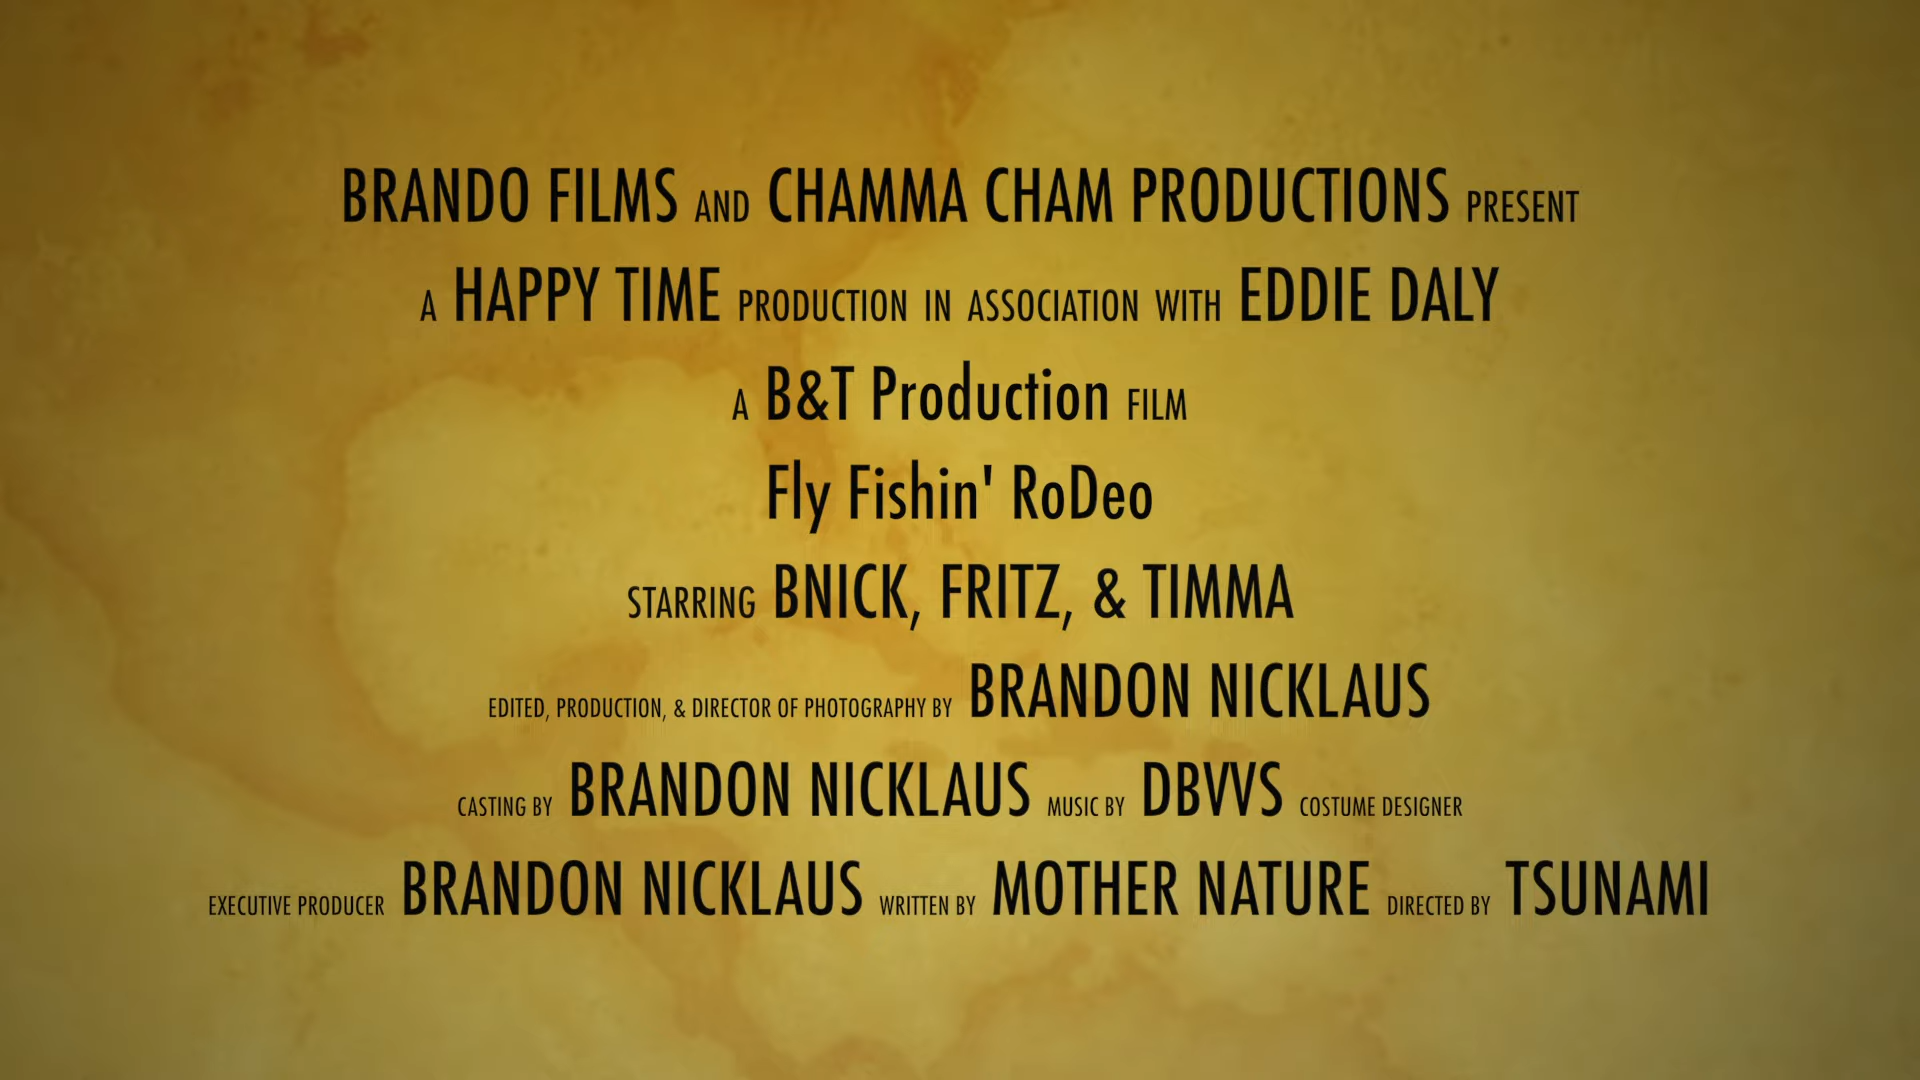 BRANDO FILMS AND CHAMMA CHAM PRODUCTIONS PRESENT
A HAPPY TIME PRODUCTION IN ASSOCIATION WITH EDDIE DALY
A B&T Production FILM
Fly Fishin' RoDeo
STARRING BNICK, FRITZ, & TIMMA
EDITED, PRODUCTION, & DIRECTOR OF PHOTOGRAPHY BY BRANDON NICKLAUS
CASTING BY BRANDON NICKLAUS MUSIC BY DBVVS COSTUME DESIGNER
EXECUTIVE PRODUCER BRANDON NICKLAUS WRITTEN BY MOTHER NATURE DIRECTED BY TSUNAMI